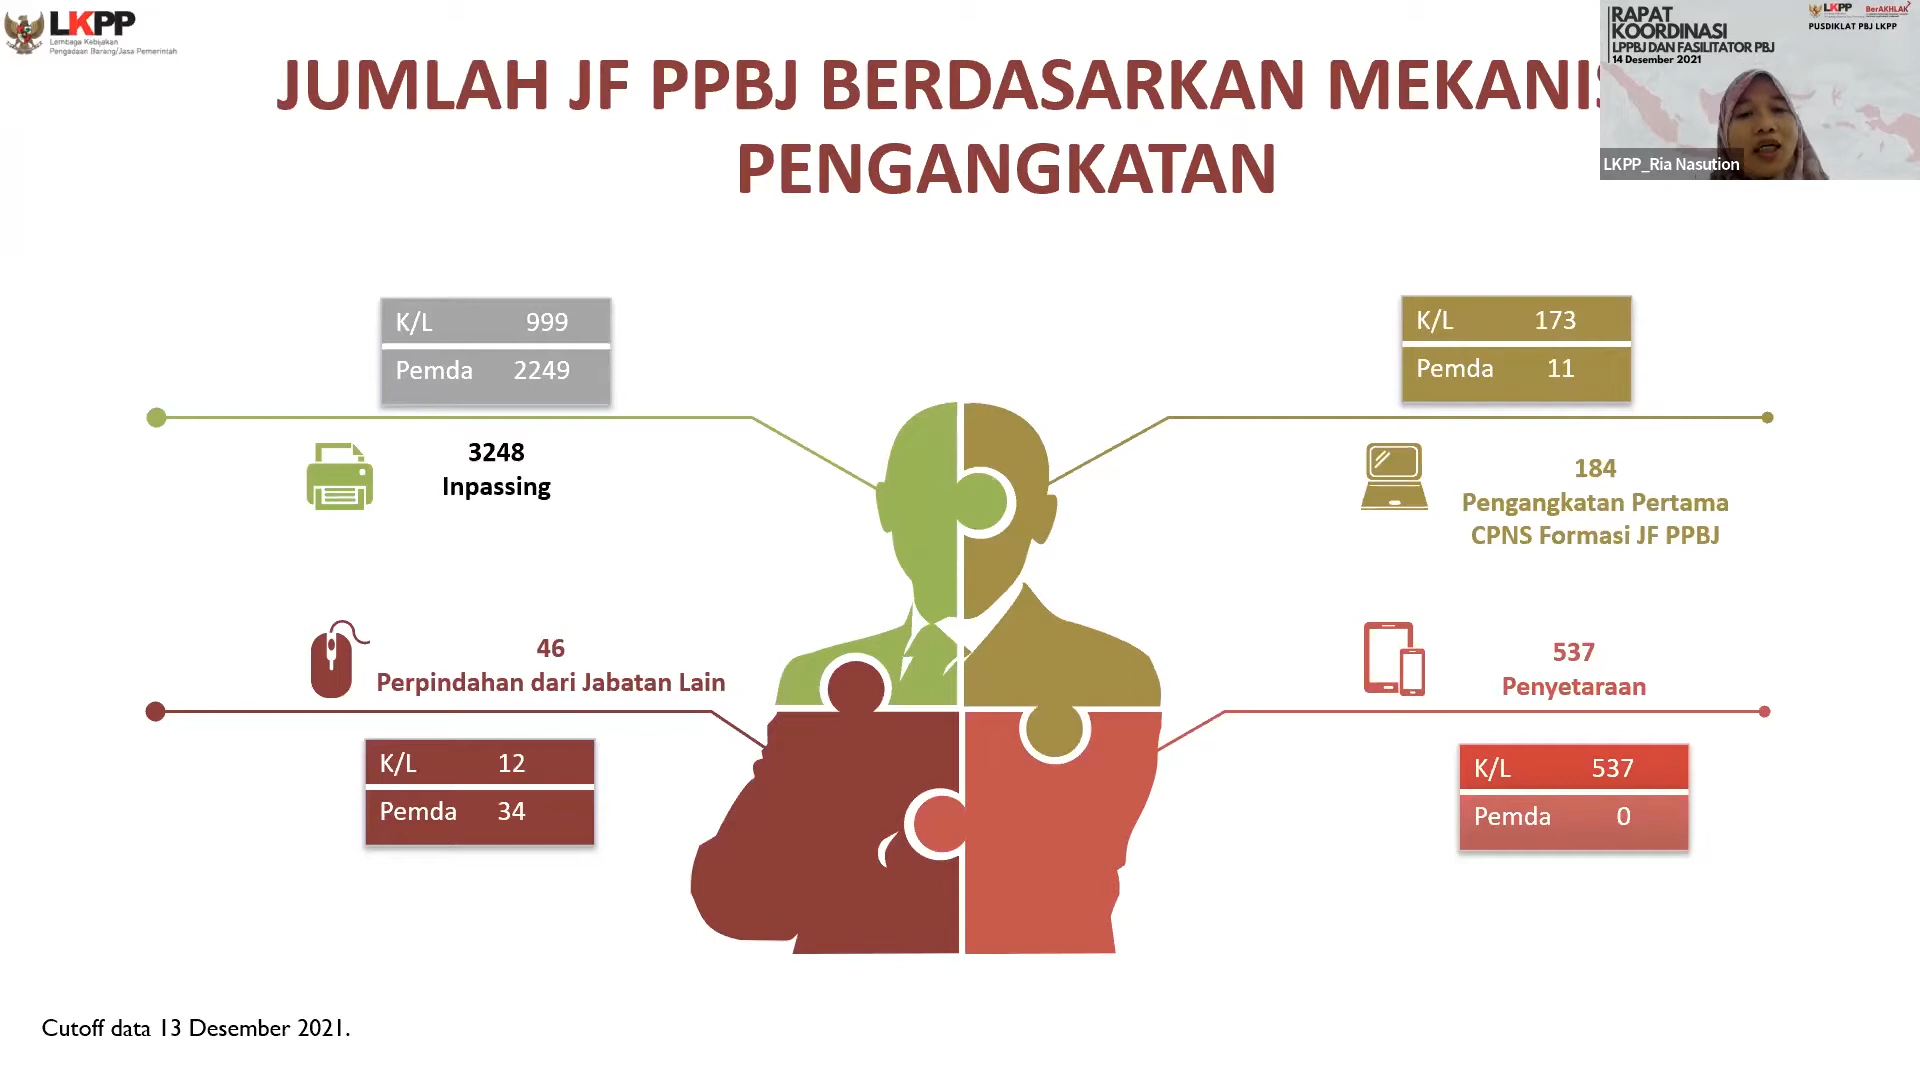 LKPP
Lembaga Kebijakan
Pengadaan Barang/Jasa Pemerintah
JUMLAH JF PPBJ BERDASARKAN
PENGANGKATAN
RAPAT
KOORDINASI
LPPBJ DAN FASILITATOR PBJ
14 Desember 2021
LKPP
BerAKHLAK
PUSDIKLAT PBJ LKPP
LKPP_Ria Nasution
K/L 999
Pemda 2249
3248
Inpassing
K/L 173
Pemda 11
184
Pengangkatan Pertama
CPNS Formasi JF PPBJ
46
Perpindahan dari Jabatan Lain
K/L 12
Pemda 34
537
Penyetaraan
K/L 537
Pemda 0
Cutoff data 13 Desember 2021.